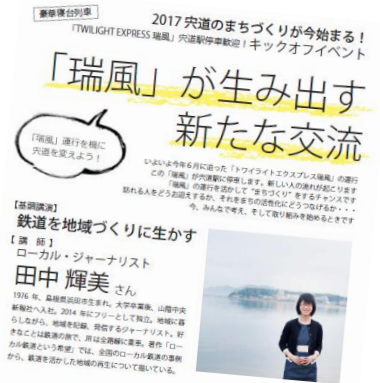 豪華寝台列車
2017 宍道のまちづくりが今始まる！
「TWILIGHT EXPRESS 瑞風」宍道駅停車歓迎！キックオフイベント
「瑞風」が生み出す
新たな交流
「瑞風」運行を機に
宍道を変えよう！
いよいよ今年６月に迫った「トワイライトエクスプレス瑞風」の運行
この「瑞風」が宍道駅に停車します。新しい人の流れが起こります
「瑞風」の運行を活かして“まちづくり”をするチャンスです
訪れる人をどうお迎えするか、それをまちの活性化にどうつなげるか・・・
今、みんなで考え、そして取り組みを始めるときです
【基調講演】
鉄道を地域づくりに生かす
【 講　師 】
ローカル・ジャーナリスト
田中 輝美 さん
1976 年、島根県浜田市生まれ。大学卒業後、山陰中央
新報社へ入社。2014 年にフリーとして独立。地域に暮
らしながら、地域を記録、発信するジャーナリスト。好
きなことは鉄道の旅で、JR は全路線に乗車。著作「ロー
カル鉄道という希望」では、全国のローカル鉄道の事例
から、鉄道を活かした地域の再生について描いている。